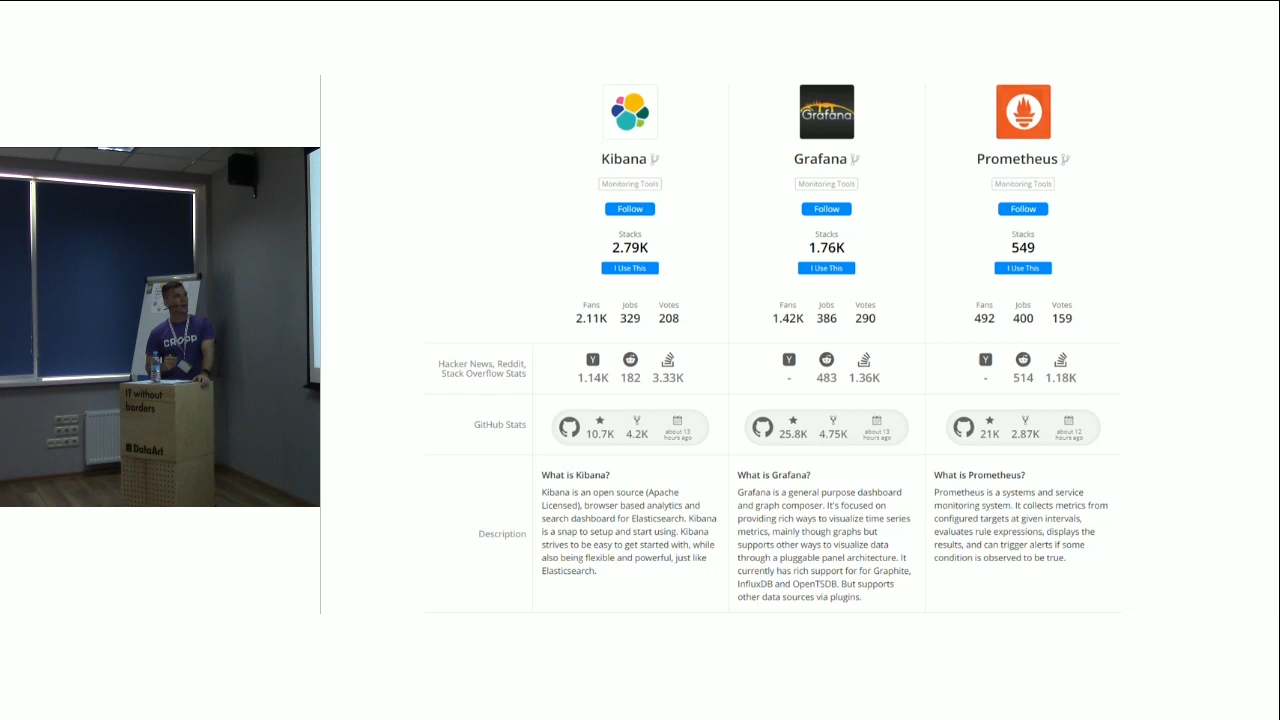 Grafana
Kibana
Grafana
Prometheus
Monitoring Tools
Monitoring Tools
Monitoring Tools
Follow
Follow
Follow
Stacks
Stacks
Stacks
2.79K
1.76K
549
I Use This
I Use This
I Use This
Fans Jobs Votes
Fans Jobs Votes
Fans Jobs Votes
2.11K 329 208
1.42K 386 290
492 400 159
Hacker News, Reddit,
Stack Overflow Stats
Y
Y
Y
1.14K 182 3.33K
- 483 1.36K
- 514 1.18K
GitHub Stats
10.7K 4.2K about 13
hours ago
25.8K 4.75K about 13
hours ago
21K 2.87K about 12
hours ago
Description
What is Kibana?
Kibana is an open source (Apache
Licensed), browser based analytics and
search dashboard for Elasticsearch. Kibana
is a snap to setup and start using. Kibana
strives to be easy to get started with, while
also being flexible and powerful, just like
Elasticsearch.
What is Grafana?
Grafana is a general purpose dashboard
and graph composer. It's focused on
providing rich ways to visualize time series
metrics, mainly though graphs but
supports other ways to visualize data
through a pluggable panel architecture. It
currently has rich support for for Graphite,
InfluxDB and OpenTSDB. But supports
other data sources via plugins.
What is Prometheus?
Prometheus is a systems and service
monitoring system. It collects metrics from
configured targets at given intervals,
evaluates rule expressions, displays the
results, and can trigger alerts if some
condition is observed to be true.
CROPP
IT without
borders
DataArt